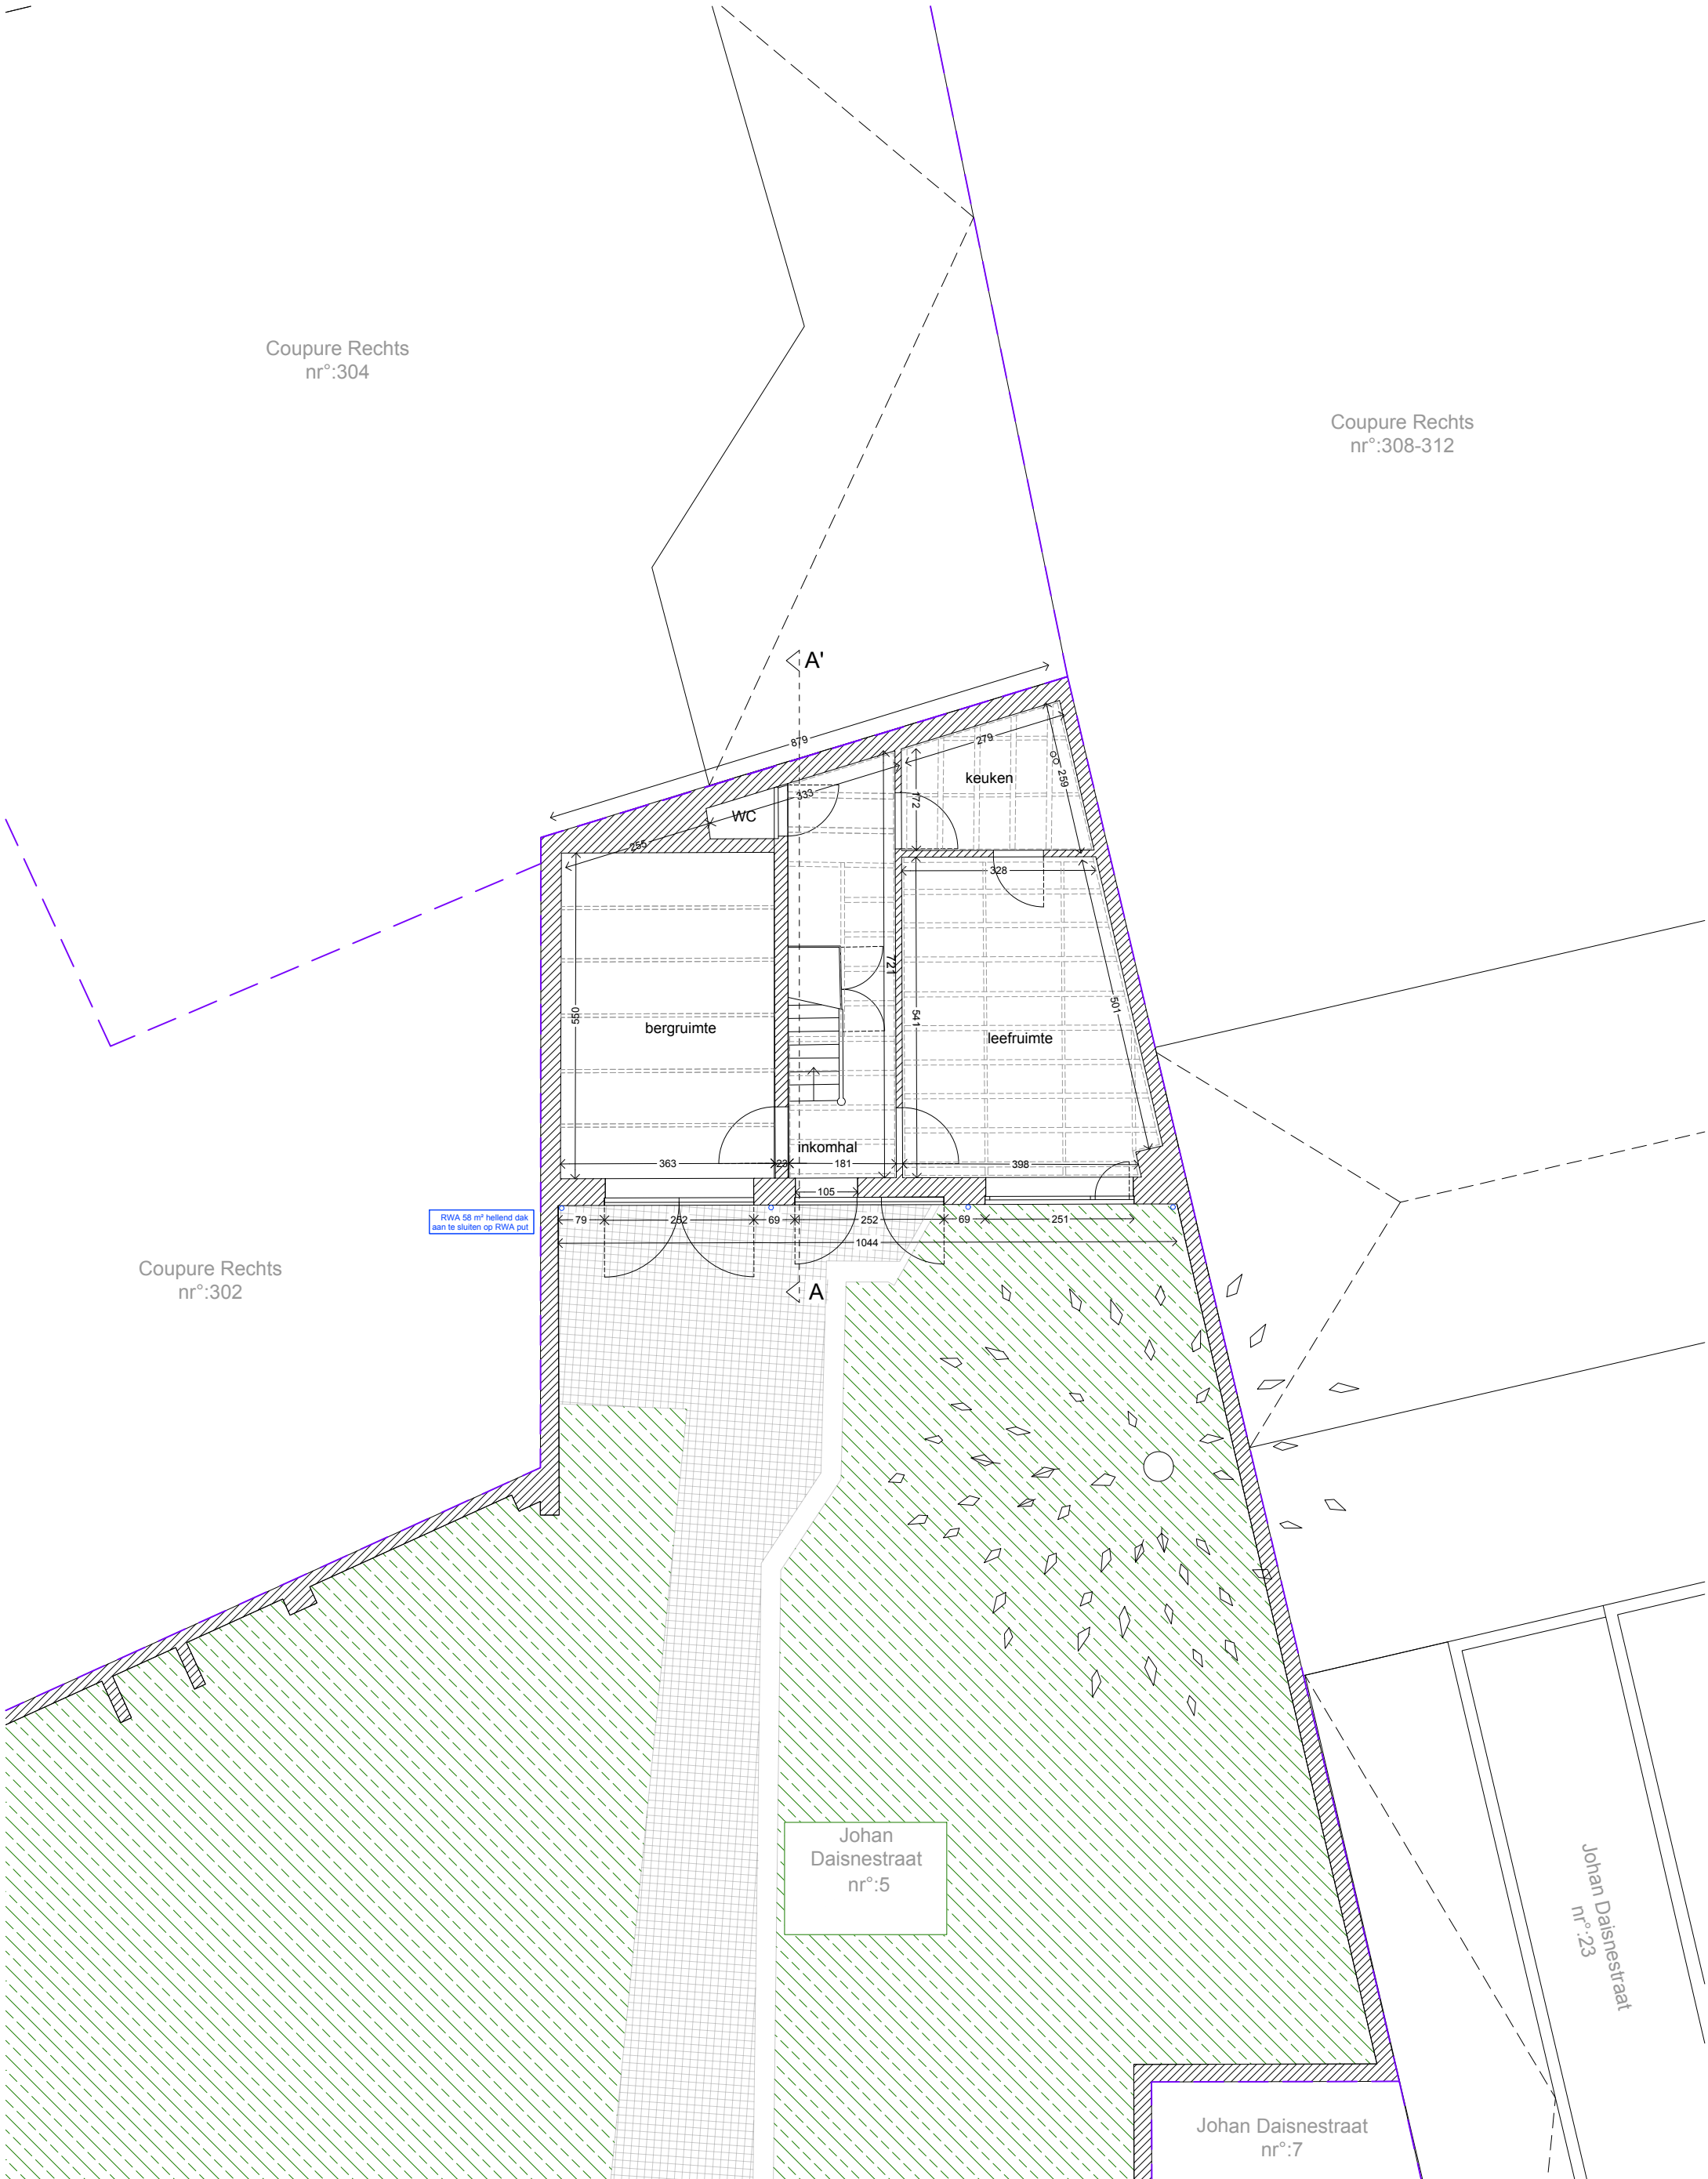 Coupure Rechts
nr°:304
Coupure Rechts
nr°:308-312
A'
879
279
keuken
259
333
WC
172
255
328
721
550
541
501
bergruimte
leefruimte
inkomhal
363
23
181
398
105
RWA 58 m² hellend dak
aan te sluiten op RWA put
79
252
69
252
69
251
1044
Coupure Rechts
nr°:302
A
Johan
Daisnestraat
nr°:5
Johan Daisnestraat
nr°:23
Johan Daisnestraat
nr°:7